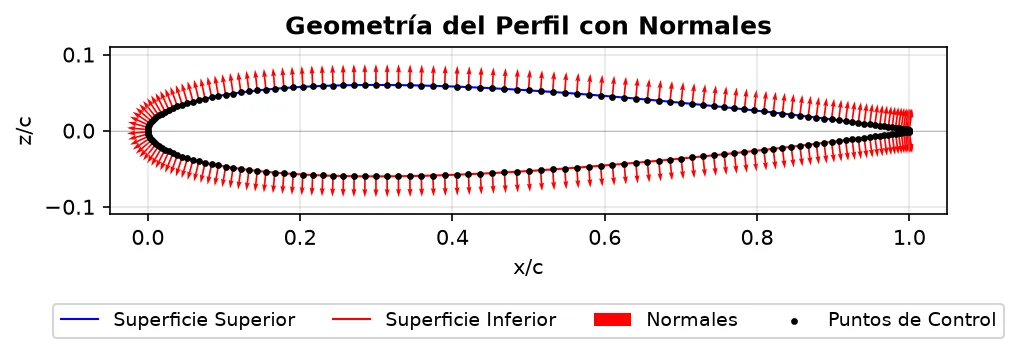 Geometría del Perfil con Normales
0.1
0.0
−0.1
z/c
0.0 0.2 0.4 0.6 0.8 1.0
x/c
Superficie Superior Superficie Inferior Normales Puntos de Control